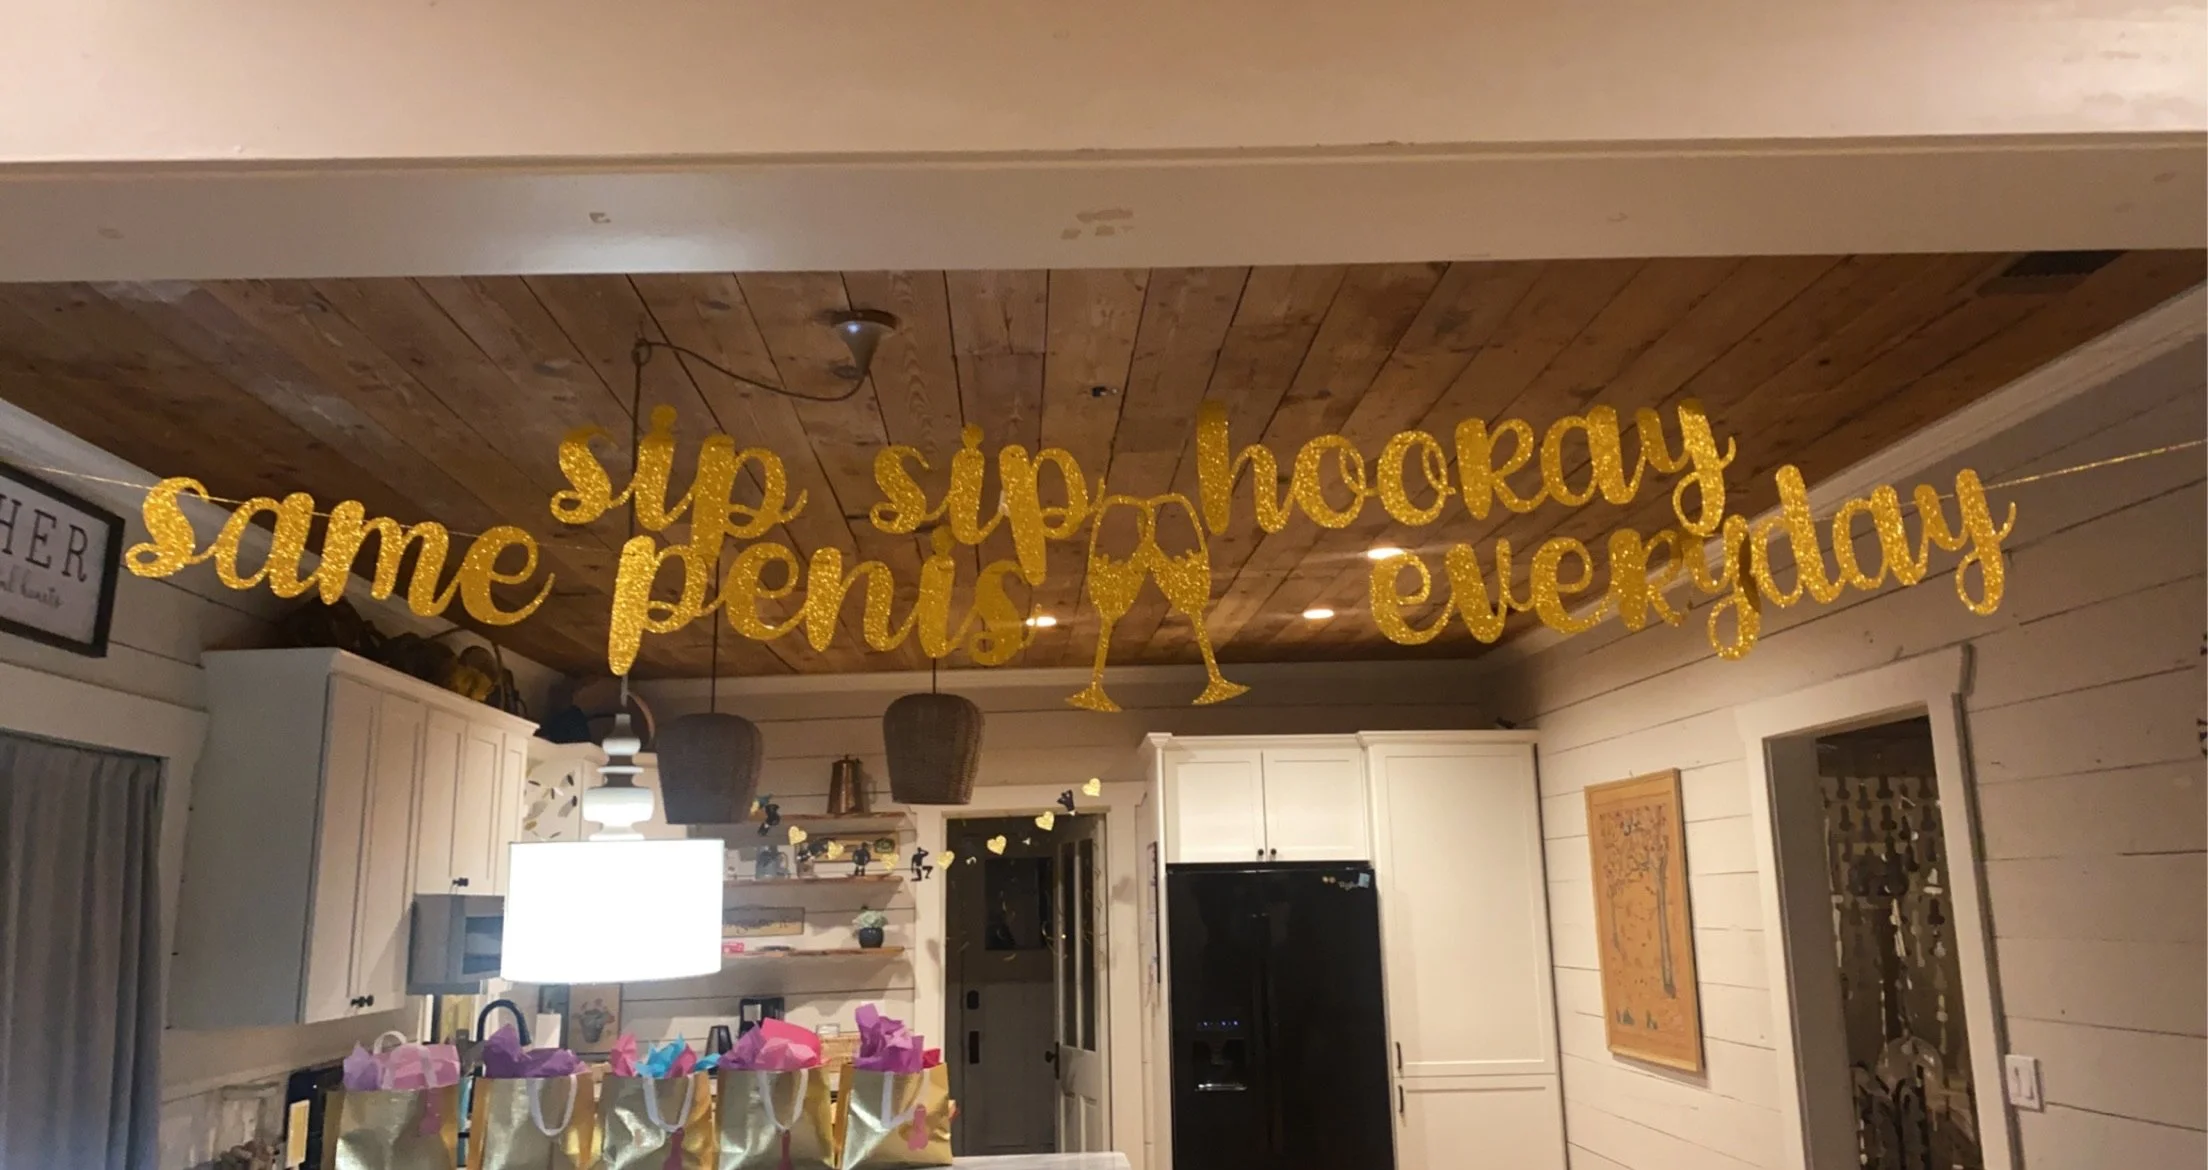 sip sip hooray
same penis everyday
HER